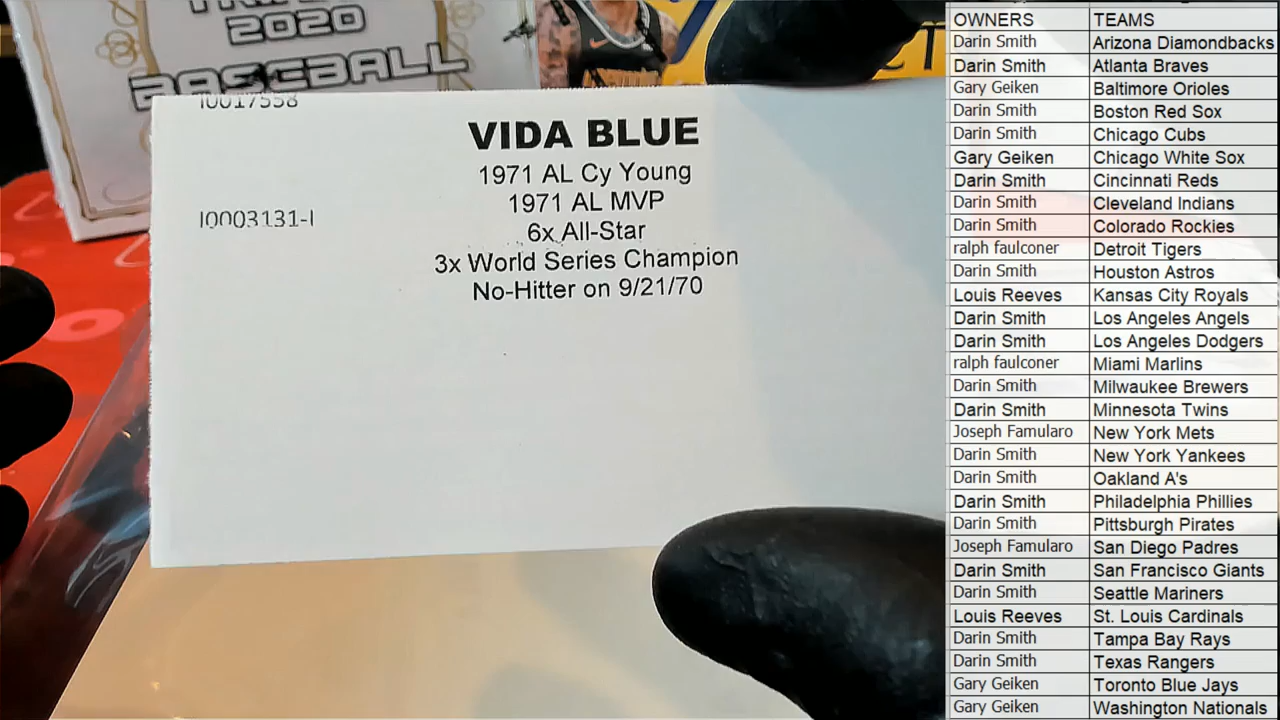 2020
BASEBALL
I0017558
VIDA BLUE
1971 AL Cy Young
1971 AL MVP
I0003131-I
6x All-Star
3x World Series Champion
No-Hitter on 9/21/70
OWNERS TEAMS
Darin Smith Arizona Diamondbacks
Darin Smith Atlanta Braves
Gary Geiken Baltimore Orioles
Darin Smith Boston Red Sox
Darin Smith Chicago Cubs
Gary Geiken Chicago White Sox
Darin Smith Cincinnati Reds
Darin Smith Cleveland Indians
Darin Smith Colorado Rockies
ralph faulconer Detroit Tigers
Darin Smith Houston Astros
Louis Reeves Kansas City Royals
Darin Smith Los Angeles Angels
Darin Smith Los Angeles Dodgers
ralph faulconer Miami Marlins
Darin Smith Milwaukee Brewers
Darin Smith Minnesota Twins
Joseph Famularo New York Mets
Darin Smith New York Yankees
Darin Smith Oakland A's
Darin Smith Philadelphia Phillies
Darin Smith Pittsburgh Pirates
Joseph Famularo San Diego Padres
Darin Smith San Francisco Giants
Darin Smith Seattle Mariners
Louis Reeves St. Louis Cardinals
Darin Smith Tampa Bay Rays
Darin Smith Texas Rangers
Gary Geiken Toronto Blue Jays
Gary Geiken Washington Nationals